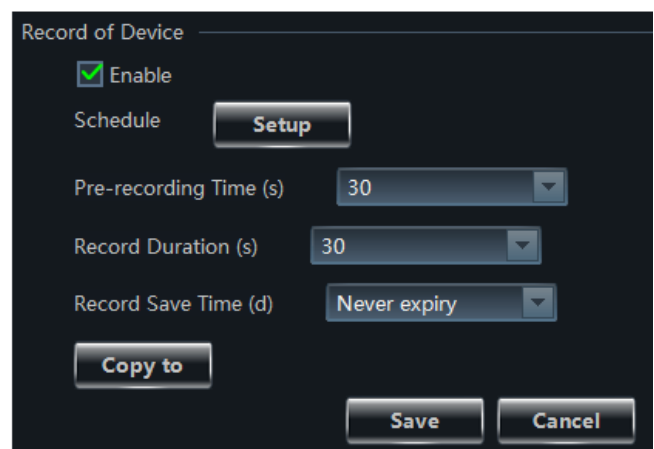 Record of Device
Enable
Schedule Setup
Pre-recording Time (s) 30
Record Duration (s) 30
Record Save Time (d) Never expiry
Copy to
Save Cancel